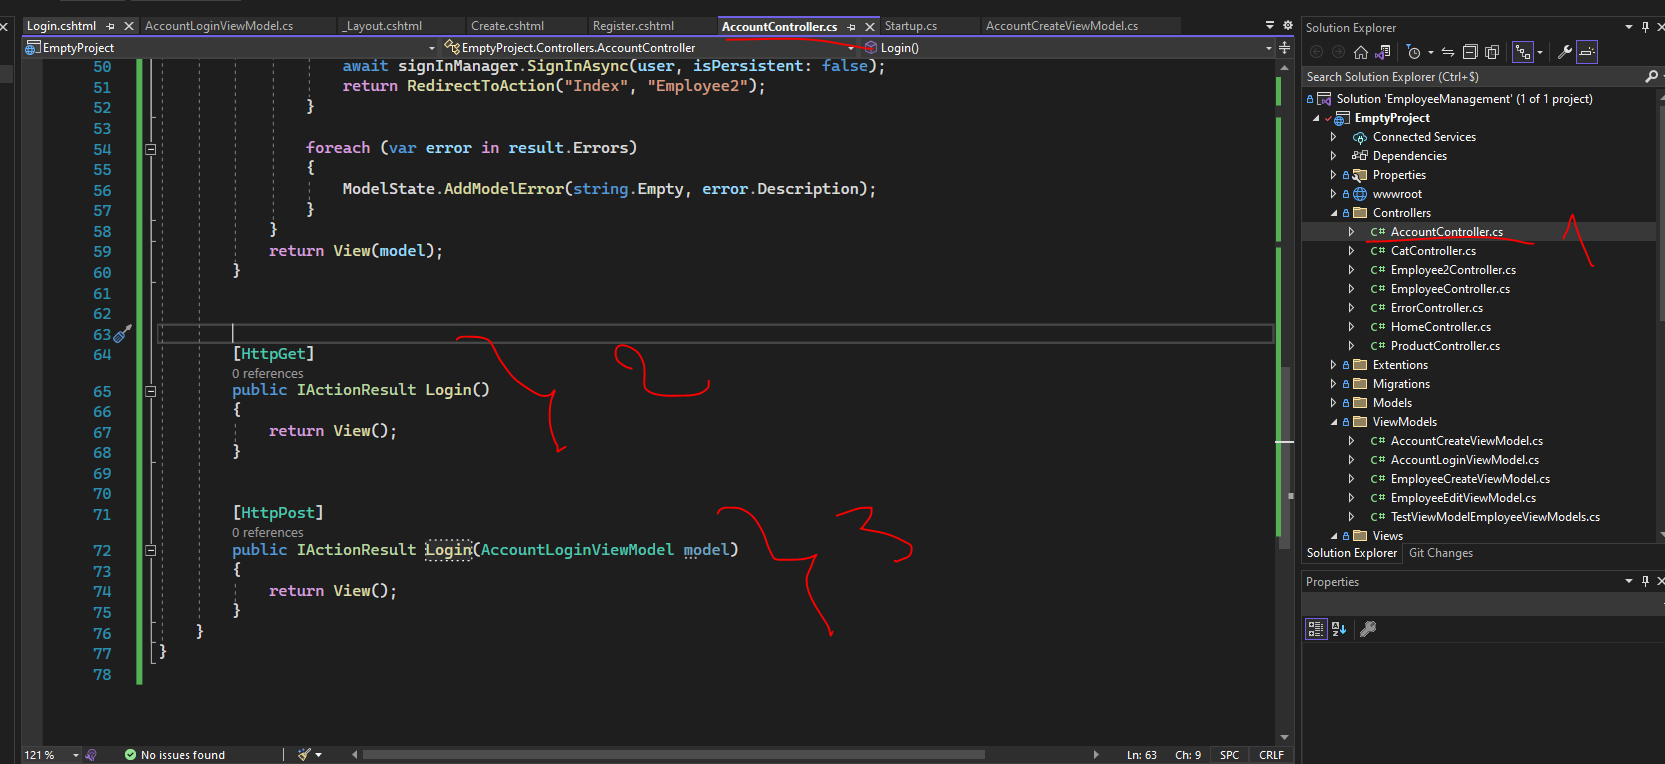 Login.cshtml
AccountLoginViewModel.cs
_Layout.cshtml
Create.cshtml
Register.cshtml
AccountController.cs
Startup.cs
AccountCreateViewModel.cs
EmptyProject
EmptyProject.Controllers.AccountController
Login()
50 await signInManager.SignInAsync(user, isPersistent: false);
51 return RedirectToAction("Index", "Employee2");
52 }
53
54 foreach (var error in result.Errors)
55 {
56 ModelState.AddModelError(string.Empty, error.Description);
57 }
58 }
59 return View(model);
60 }
61
62
63
64 [HttpGet]
0 references
65 public IActionResult Login()
66 {
67 return View();
68 }
69
70
71 [HttpPost]
0 references
72 public IActionResult Login(AccountLoginViewModel model)
73 {
74 return View();
75 }
76 }
77 }
78
2
3
121 %
No issues found
Ln: 63 Ch: 9 SPC CRLF
Solution Explorer
Search Solution Explorer (Ctrl+$)
Solution 'EmployeeManagement' (1 of 1 project)
EmptyProject
Connected Services
Dependencies
Properties
wwwroot
Controllers
C# AccountController.cs
C# CatController.cs
C# Employee2Controller.cs
C# EmployeeController.cs
C# ErrorController.cs
C# HomeController.cs
C# ProductController.cs
Extentions
Migrations
Models
ViewModels
C# AccountCreateViewModel.cs
C# AccountLoginViewModel.cs
C# EmployeeCreateViewModel.cs
C# EmployeeEditViewModel.cs
C# TestViewModelEmployeeViewModels.cs
Views
Solution Explorer Git Changes
Properties